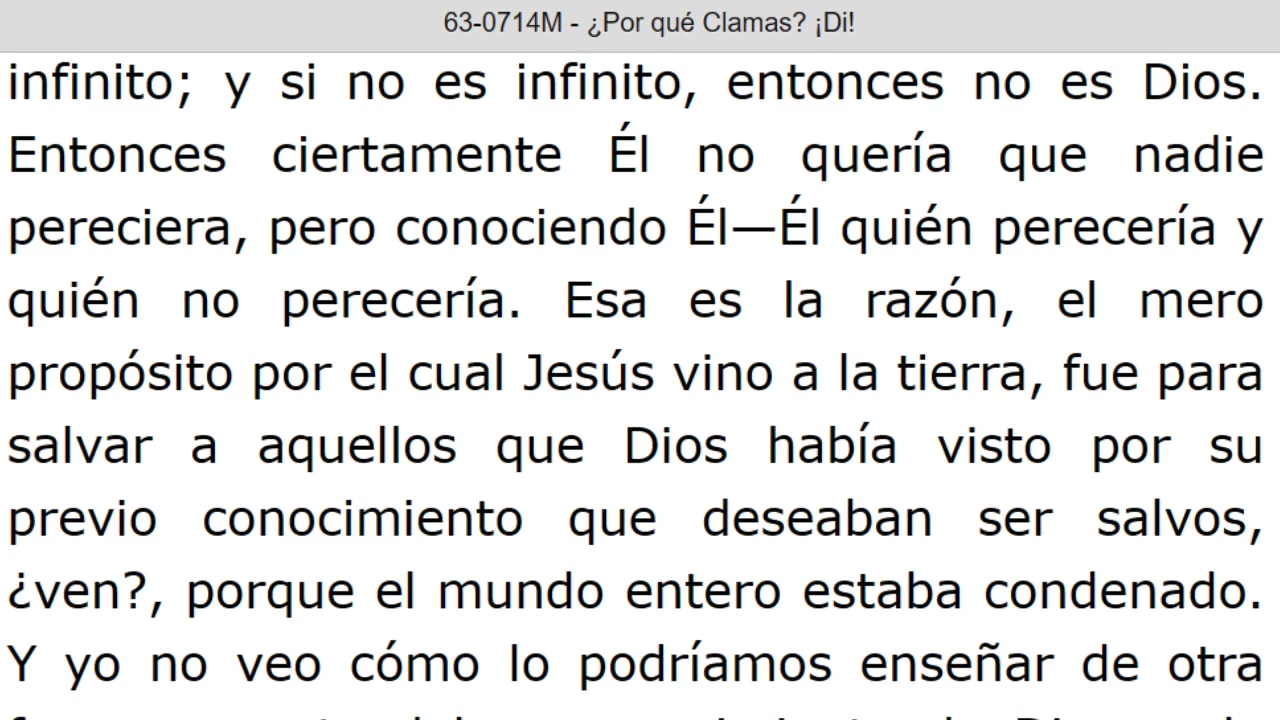 63-0714M - ¿Por qué Clamas? ¡Di!
infinito; y si no es infinito, entonces no es Dios.
Entonces ciertamente Él no quería que nadie
pereciera, pero conociendo Él—Él quién perecería y
quién no perecería. Esa es la razón, el mero
propósito por el cual Jesús vino a la tierra, fue para
salvar a aquellos que Dios había visto por su
previo conocimiento que deseaban ser salvos,
¿ven?, porque el mundo entero estaba condenado.
Y yo no veo cómo lo podríamos enseñar de otra